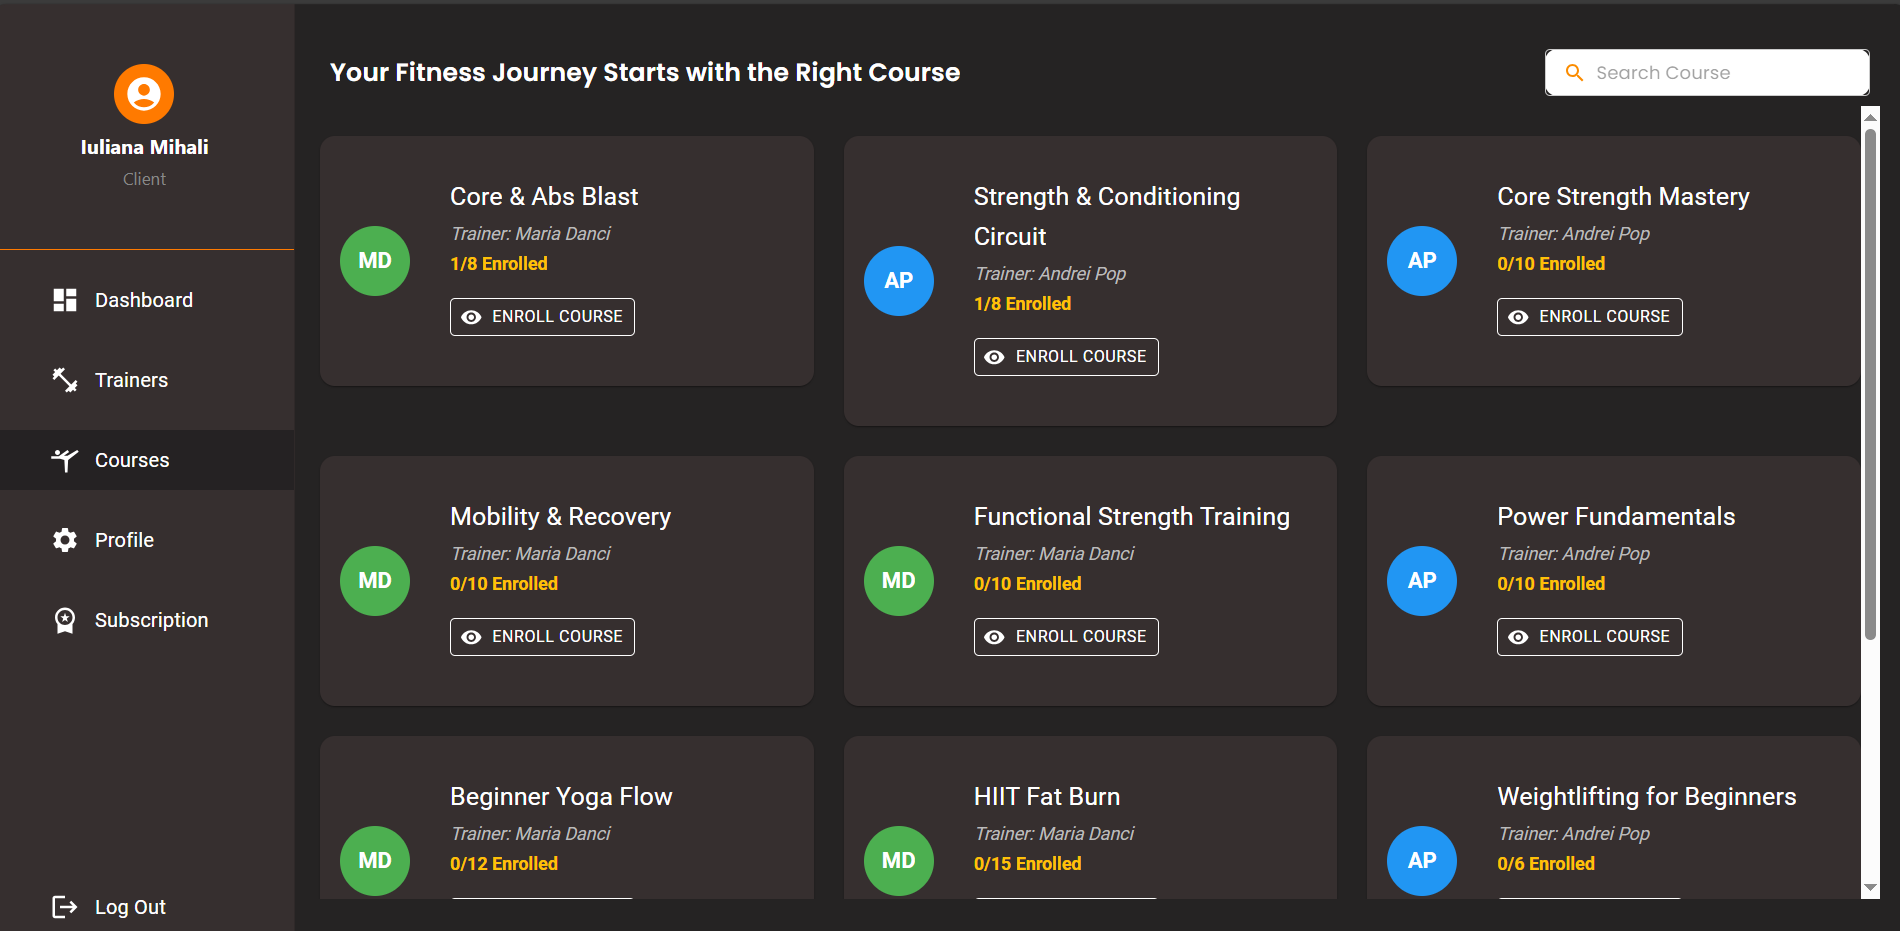 Iuliana Mihali
Client
Dashboard
Trainers
Courses
Profile
Subscription
Log Out
Your Fitness Journey Starts with the Right Course
Search Course
MD
Core & Abs Blast
Trainer: Maria Danci
1/8 Enrolled
ENROLL COURSE
AP
Strength & Conditioning
Circuit
Trainer: Andrei Pop
1/8 Enrolled
ENROLL COURSE
AP
Core Strength Mastery
Trainer: Andrei Pop
0/10 Enrolled
ENROLL COURSE
MD
Mobility & Recovery
Trainer: Maria Danci
0/10 Enrolled
ENROLL COURSE
MD
Functional Strength Training
Trainer: Maria Danci
0/10 Enrolled
ENROLL COURSE
AP
Power Fundamentals
Trainer: Andrei Pop
0/10 Enrolled
ENROLL COURSE
MD
Beginner Yoga Flow
Trainer: Maria Danci
0/12 Enrolled
MD
HIIT Fat Burn
Trainer: Maria Danci
0/15 Enrolled
AP
Weightlifting for Beginners
Trainer: Andrei Pop
0/6 Enrolled